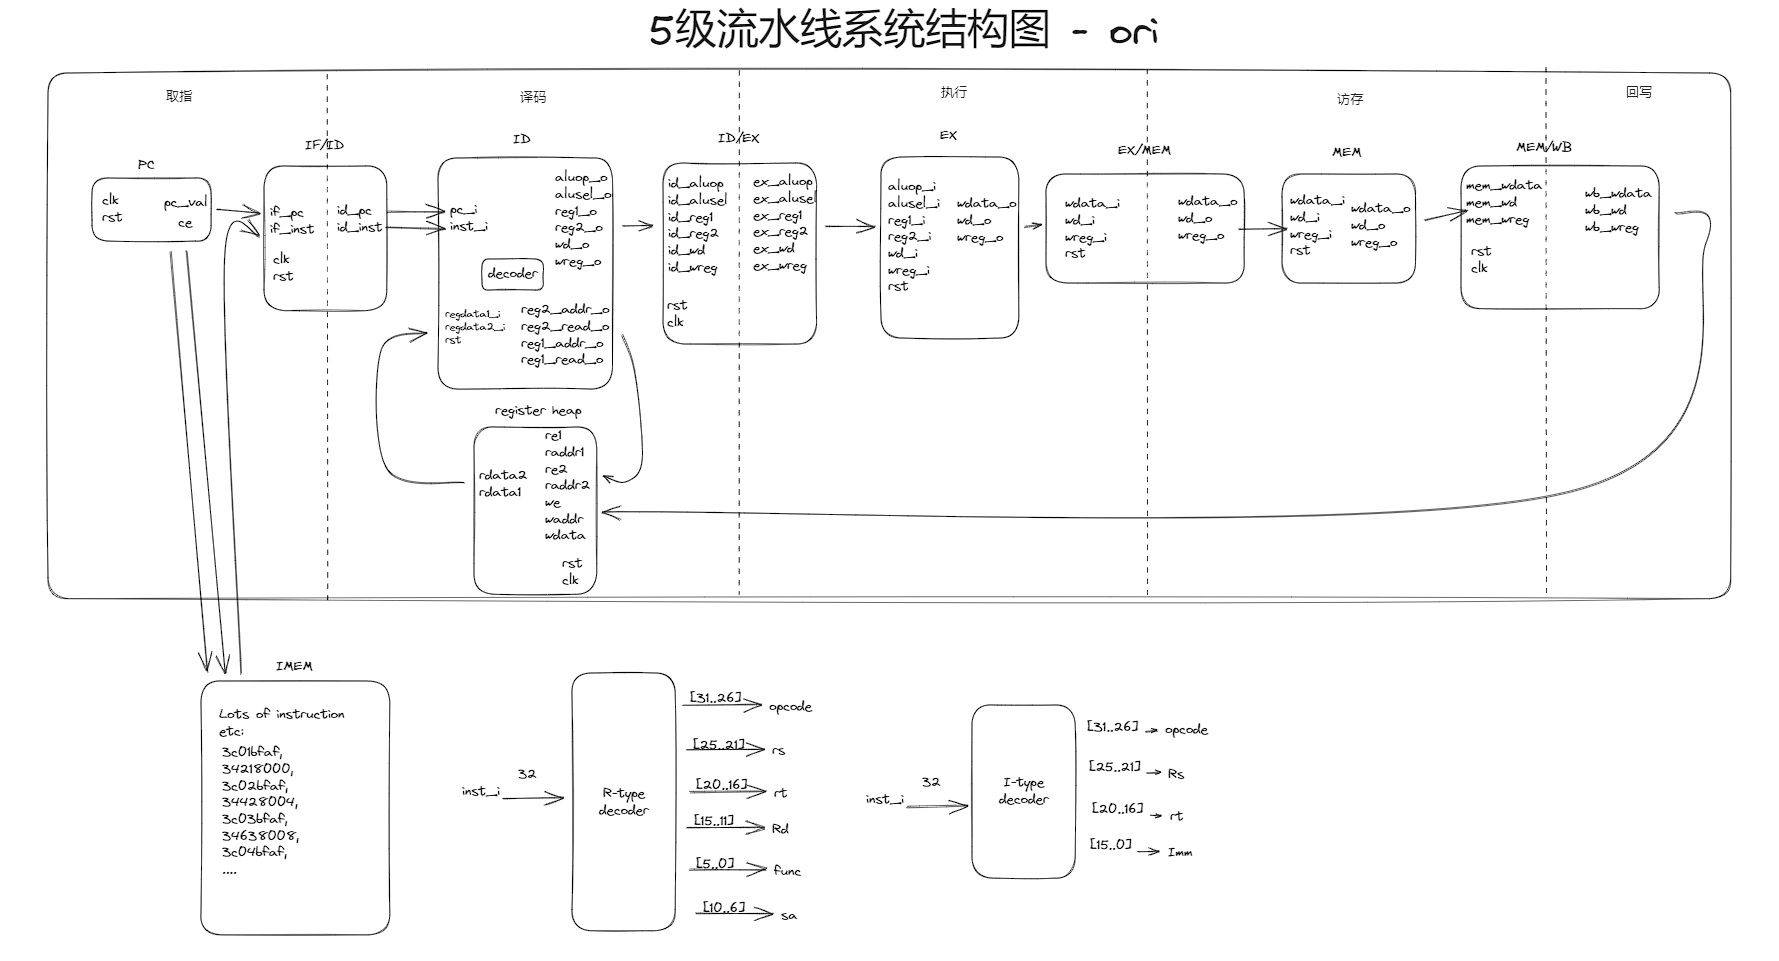 5级流水线系统结构图 - ori
取指
译码
执行
访存
回写
PC
clk
rst
pc_val
ce
IF/ID
if_pc
if_inst
clk
rst
id_pc
id_inst
ID
pc_i
inst_i
aluop_o
alusel_o
reg1_o
reg2_o
wd_o
wreg_o
decoder
regdata1_i
regdata2_i
rst
reg2_addr_o
reg2_read_o
reg1_addr_o
reg1_read_o
register heap
rdata2
rdata1
re1
raddr1
re2
raddr2
we
waddr
wdata
rst
clk
ID/EX
id_aluop
id_alusel
id_reg1
id_reg2
id_wd
id_wreg
rst
clk
ex_aluop
ex_alusel
ex_reg1
ex_reg2
ex_wd
ex_wreg
EX
aluop_i
alusel_i
reg1_i
reg2_i
wd_i
wreg_i
rst
wdata_o
wd_o
wreg_o
EX/MEM
wdata_i
wd_i
wreg_i
rst
wdata_o
wd_o
wreg_o
MEM
wdata_i
wd_i
wreg_i
rst
wdata_o
wd_o
wreg_o
MEM/WB
mem_wdata
mem_wd
mem_wreg
rst
clk
wb_wdata
wb_wd
wb_wreg
IMEM
Lots of instruction
etc:
3c01bfaf,
34218000,
3c02bfaf,
34428004,
3c03bfaf,
34638008,
3c04bfaf,
....
inst_i
32
R-type
decoder
[31..26]
opcode
[25..21]
rs
[20..16]
rt
[15..11]
Rd
[5..0]
func
[10..6]
sa
inst_i
32
I-type
decoder
[31..26]
opcode
[25..21]
Rs
[20..16]
rt
[15..0]
Imm